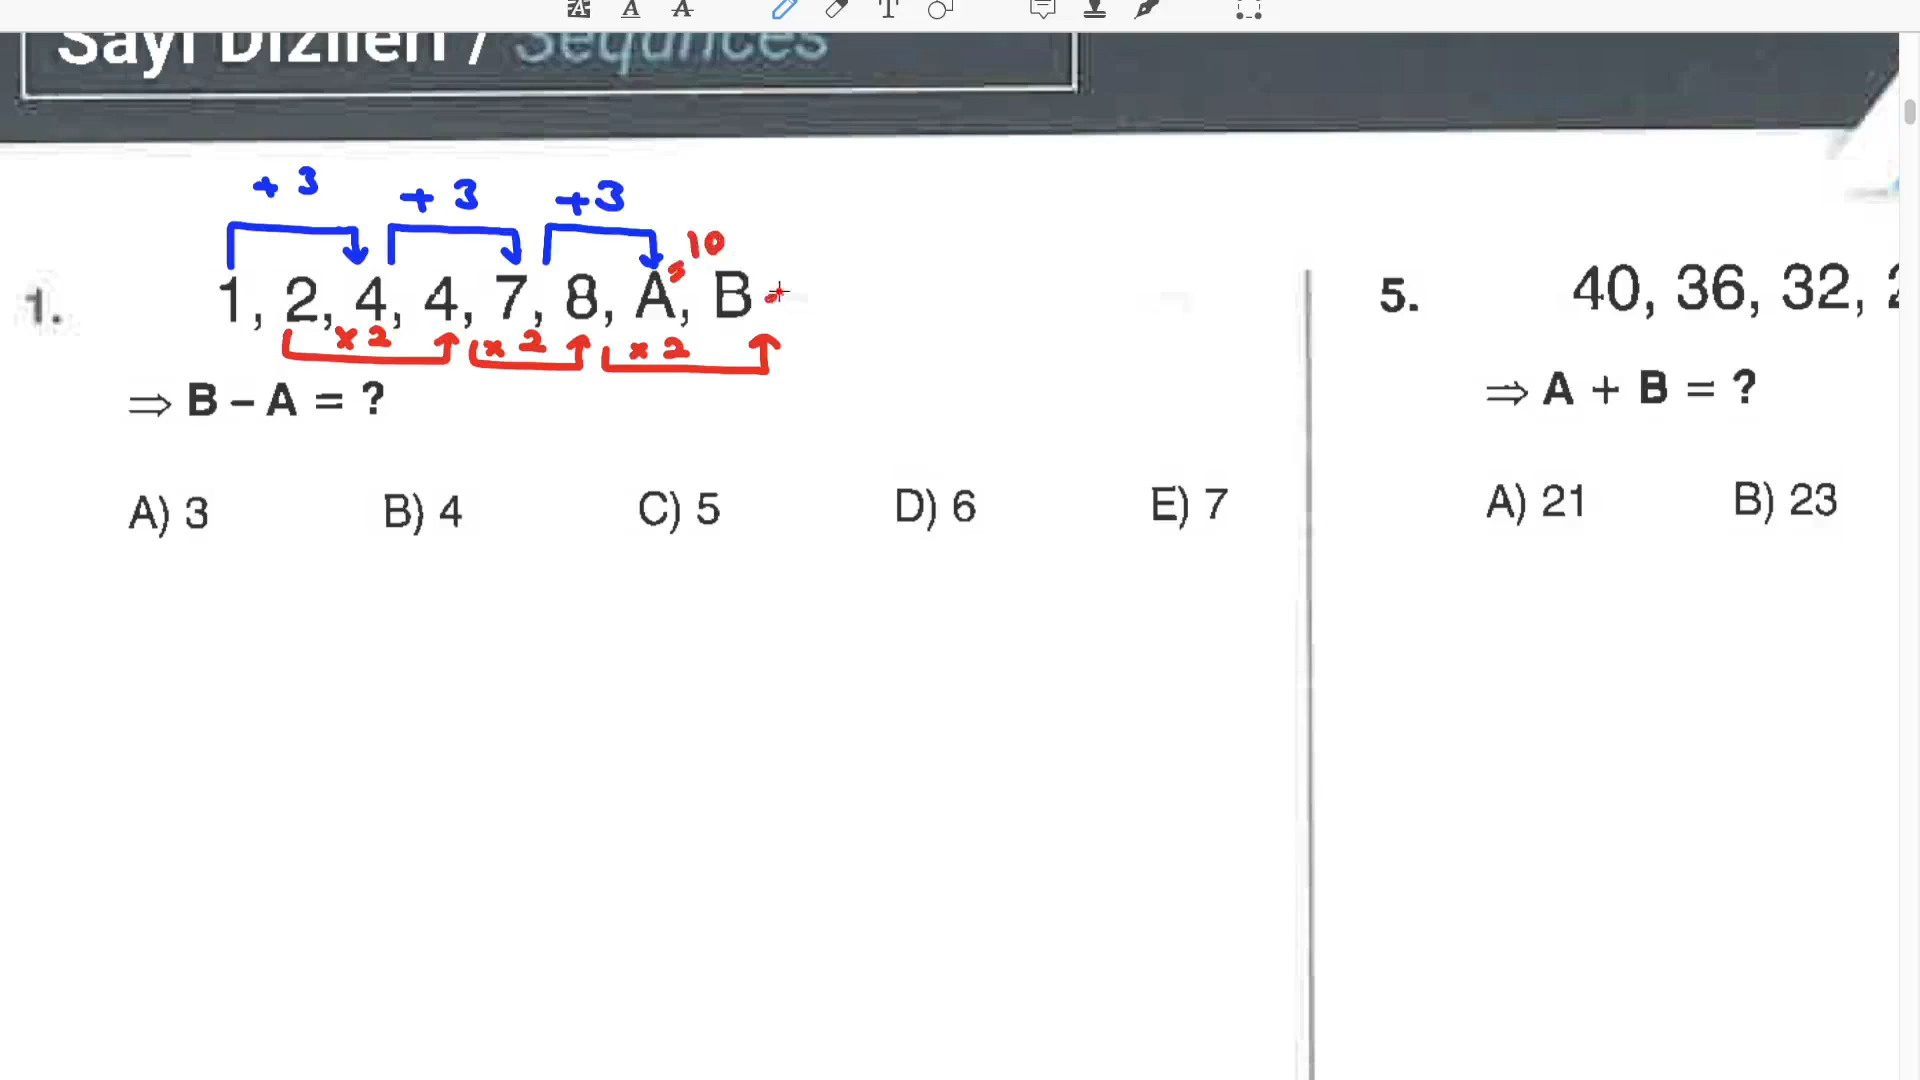 Sayı Dizileri / Sequnces
+ 3 + 3 + 3
= 10
1. 1, 2, 4, 4, 7, 8, A, B
x 2 x 2 x 2
⇒ B – A = ?
A) 3 B) 4 C) 5 D) 6 E) 7
5. 40, 36, 32, 2
⇒ A + B = ?
A) 21 B) 23